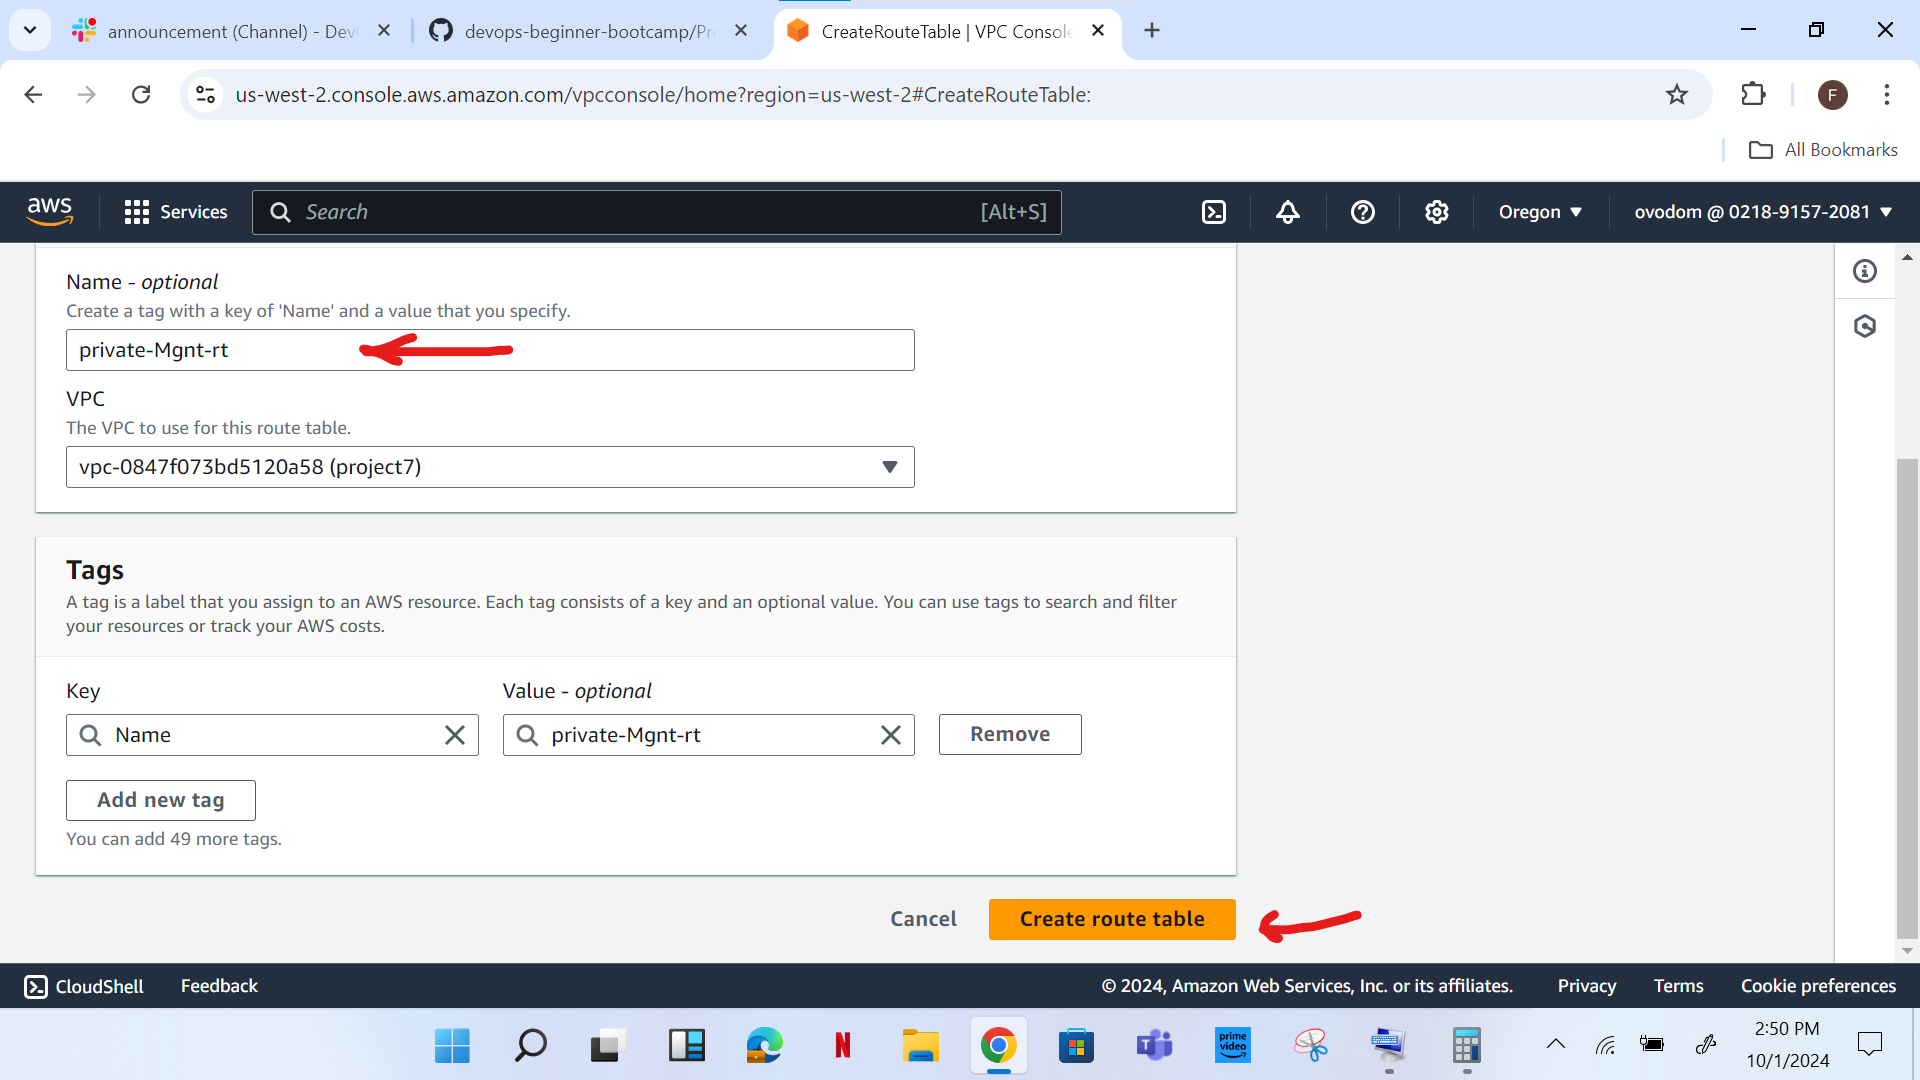 announcement (Channel) - Dev
devops-beginner-bootcamp/Pr
CreateRouteTable | VPC Console
us-west-2.console.aws.amazon.com/vpcconsole/home?region=us-west-2#CreateRouteTable:
F
All Bookmarks
aws
Services
Search
[Alt+S]
Oregon
ovodom @ 0218-9157-2081
Name - optional
Create a tag with a key of 'Name' and a value that you specify.
private-Mgnt-rt
VPC
The VPC to use for this route table.
vpc-0847f073bd5120a58 (project7)
Tags
A tag is a label that you assign to an AWS resource. Each tag consists of a key and an optional value. You can use tags to search and filter
your resources or track your AWS costs.
Key
Value - optional
Name
private-Mgnt-rt
Remove
Add new tag
You can add 49 more tags.
Cancel
Create route table
CloudShell
Feedback
© 2024, Amazon Web Services, Inc. or its affiliates.
Privacy
Terms
Cookie preferences
N
T
prime
video
2:50 PM
10/1/2024